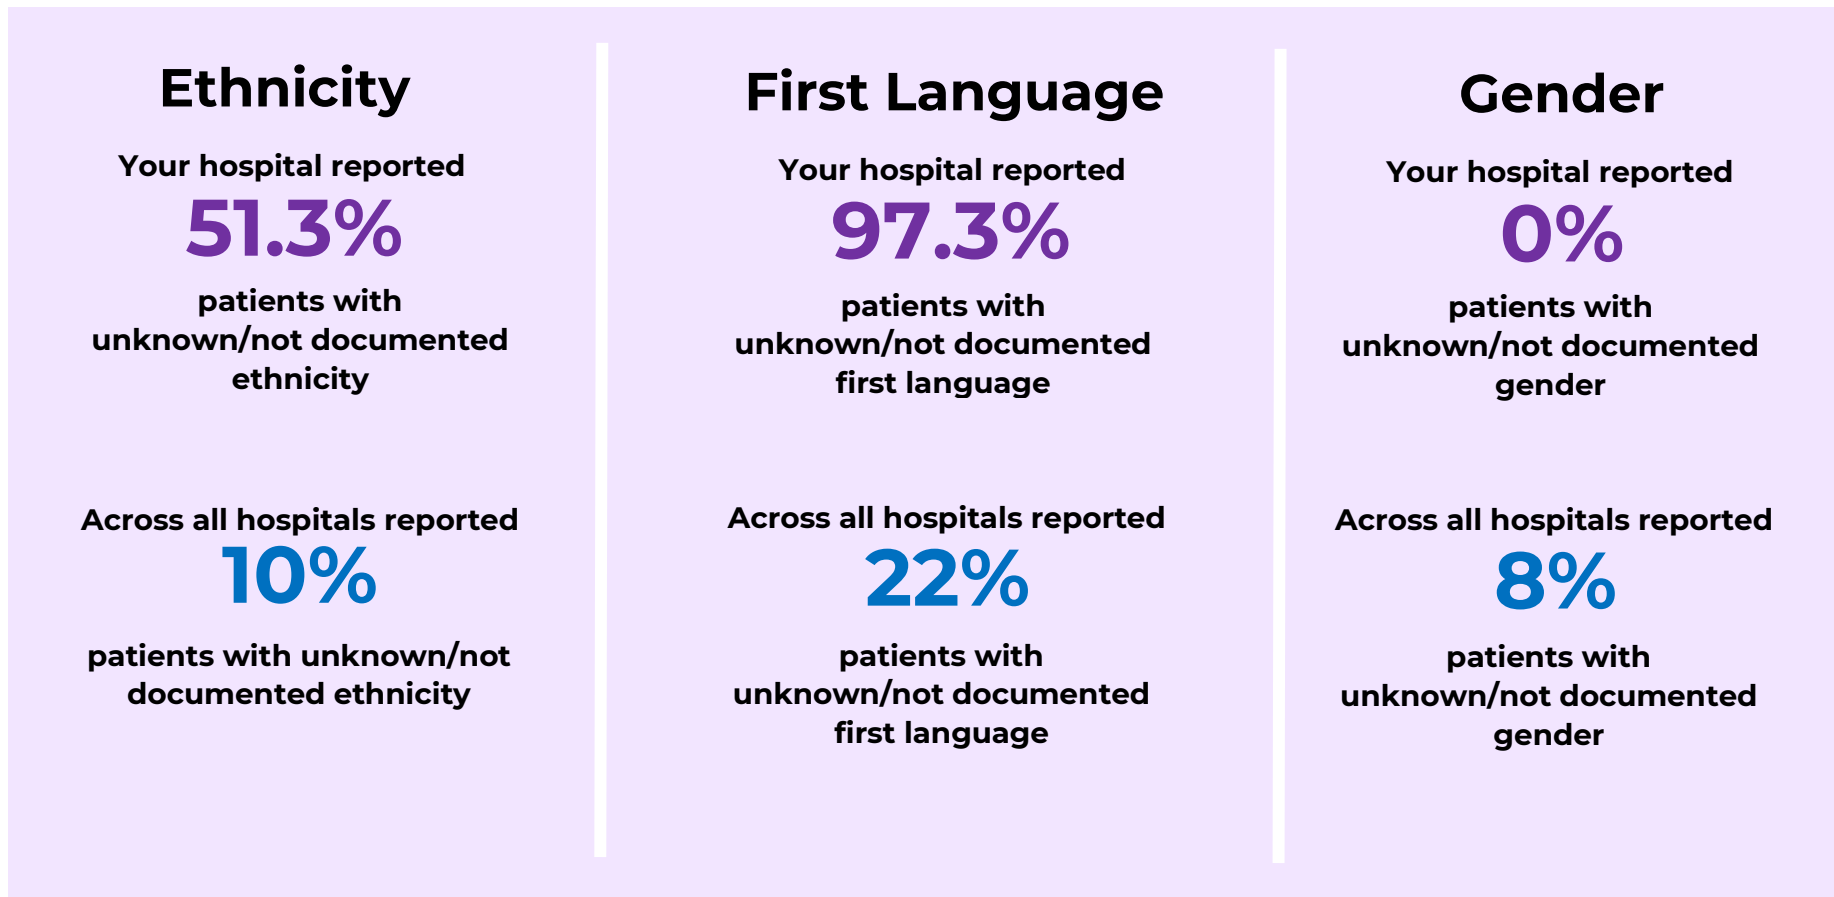 Ethnicity
Your hospital reported
51.3%
patients with
unknown/not documented
ethnicity
Across all hospitals reported
10%
patients with unknown/not
documented ethnicity
First Language
Your hospital reported
97.3%
patients with
unknown/not documented
first language
Across all hospitals reported
22%
patients with
unknown/not documented
first language
Gender
Your hospital reported
0%
patients with
unknown/not documented
gender
Across all hospitals reported
8%
patients with
unknown/not documented
gender